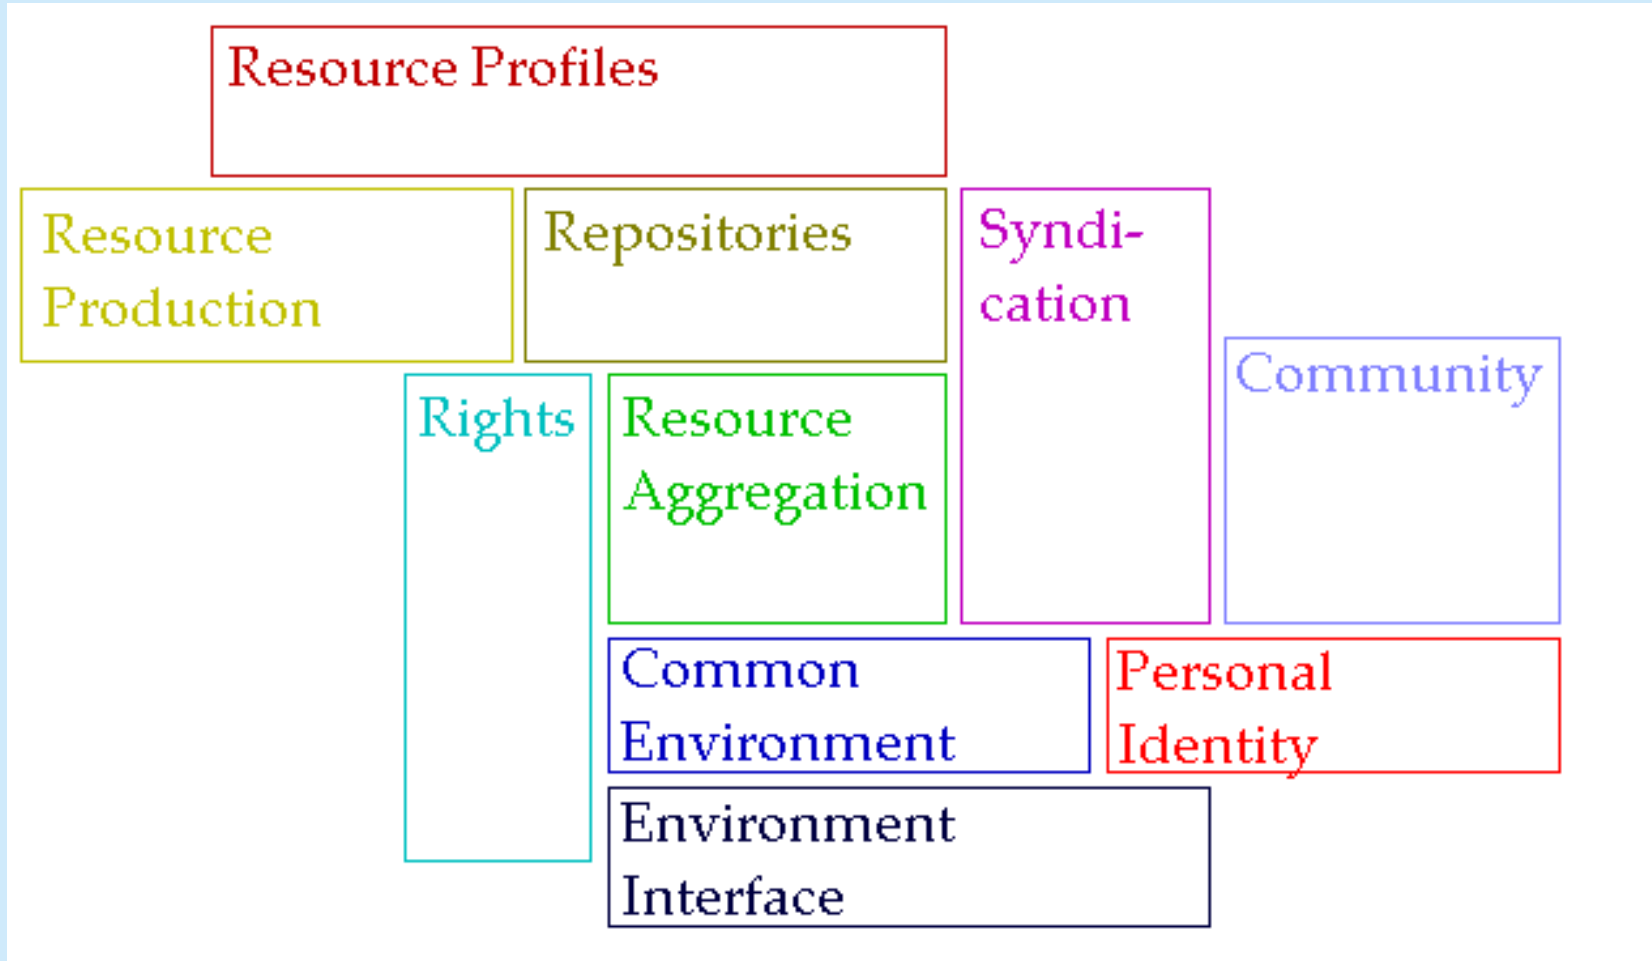 Resource Profiles
Resource
Production
Repositories
Syndi-
cation
Community
Rights
Resource
Aggregation
Common
Environment
Personal
Identity
Environment
Interface